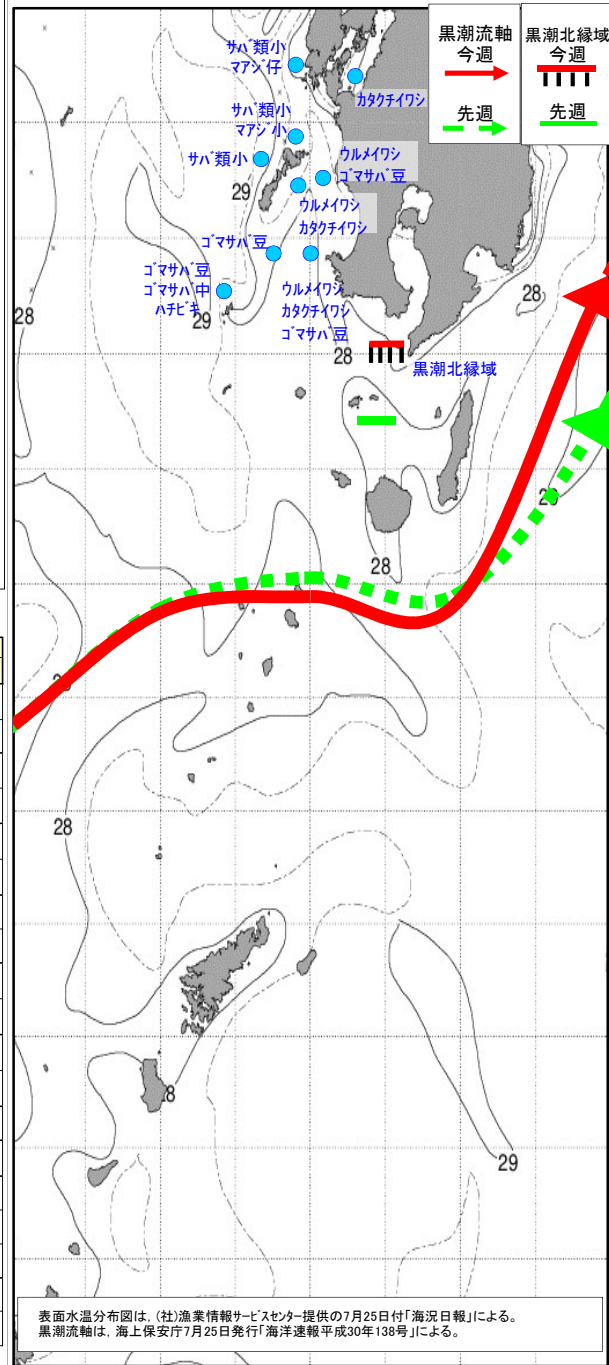 黒潮流軸
今週
先週
黒潮北縁域
今週
先週
サバ類小
マアジ仔
カタクチイワシ
サバ類小
マアジ小
サバ類小
ウルメイワシ
ゴマサバ豆
29
ウルメイワシ
カタクチイワシ
ゴマサバ豆
ゴマサバ豆
ゴマサバ中
ハチビキ
ウルメイワシ
カタクチイワシ
ゴマサバ豆
28
29
29
28
黒潮北縁域
28
28
29
28
表面水温分布図は，(社)漁業情報サービスセンター提供の7月25日付「海況日報」による。
黒潮流軸は，海上保安庁7月25日発行「海洋速報平成30年138号」による。